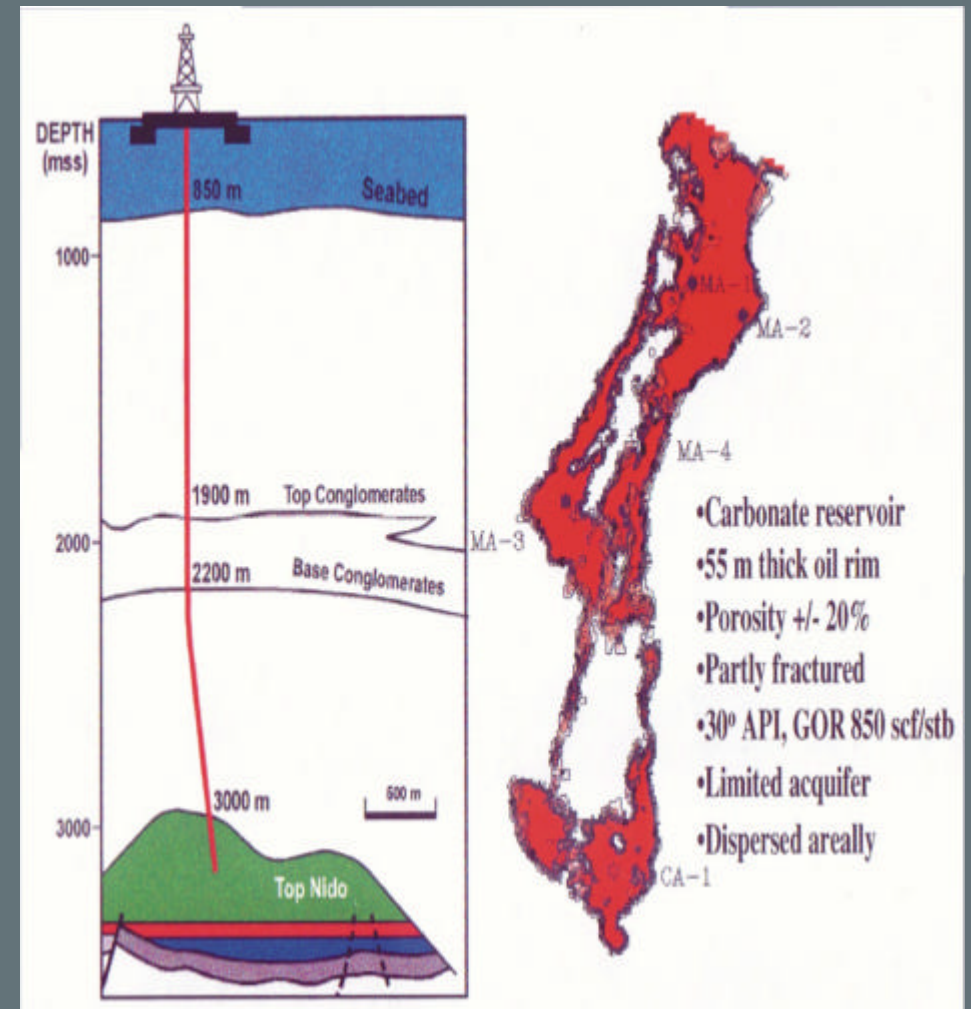 DEPTH
(mss)
850 m
Seabed
1000
1900 m
Top Conglomerates
2000
2200 m
Base Conglomerates
3000 m
600 m
3000
Top Nido
MA-1
MA-2
MA-4
MA-3
CA-1
•Carbonate reservoir
•55 m thick oil rim
•Porosity +/- 20%
•Partly fractured
•30º API, GOR 850 scf/stb
•Limited acquifer
•Dispersed areally